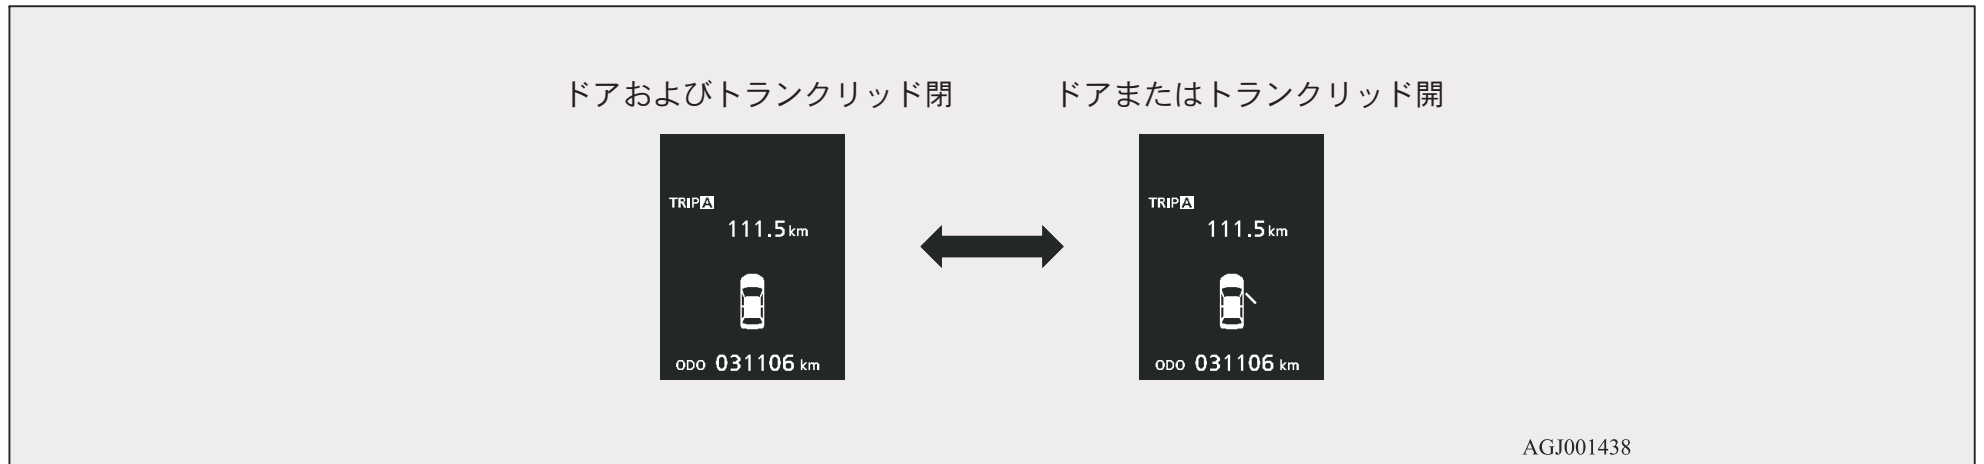 ドアおよびトランクリッド閉
ドアまたはトランクリッド開
TRIP A
111.5 km
ODO 031106 km
TRIP A
111.5 km
ODO 031106 km
AGJ001438